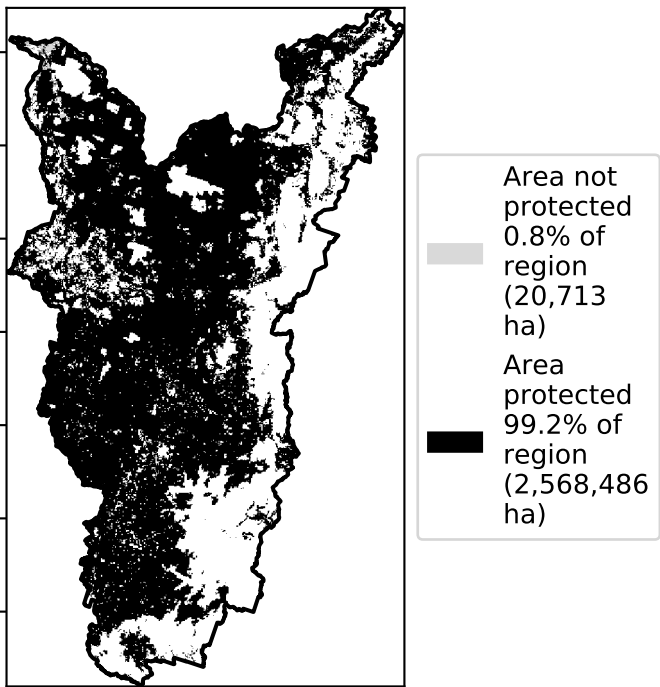 Area not
protected
0.8% of
region
(20,713
ha)
Area
protected
99.2% of
region
(2,568,486
ha)